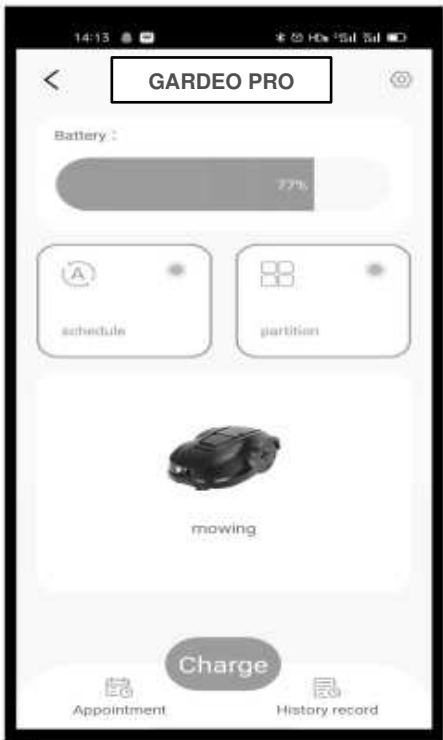 14:13
GARDEO PRO
Battery :
77%
A
schedule
partition
mowing
Charge
Appointment
History record